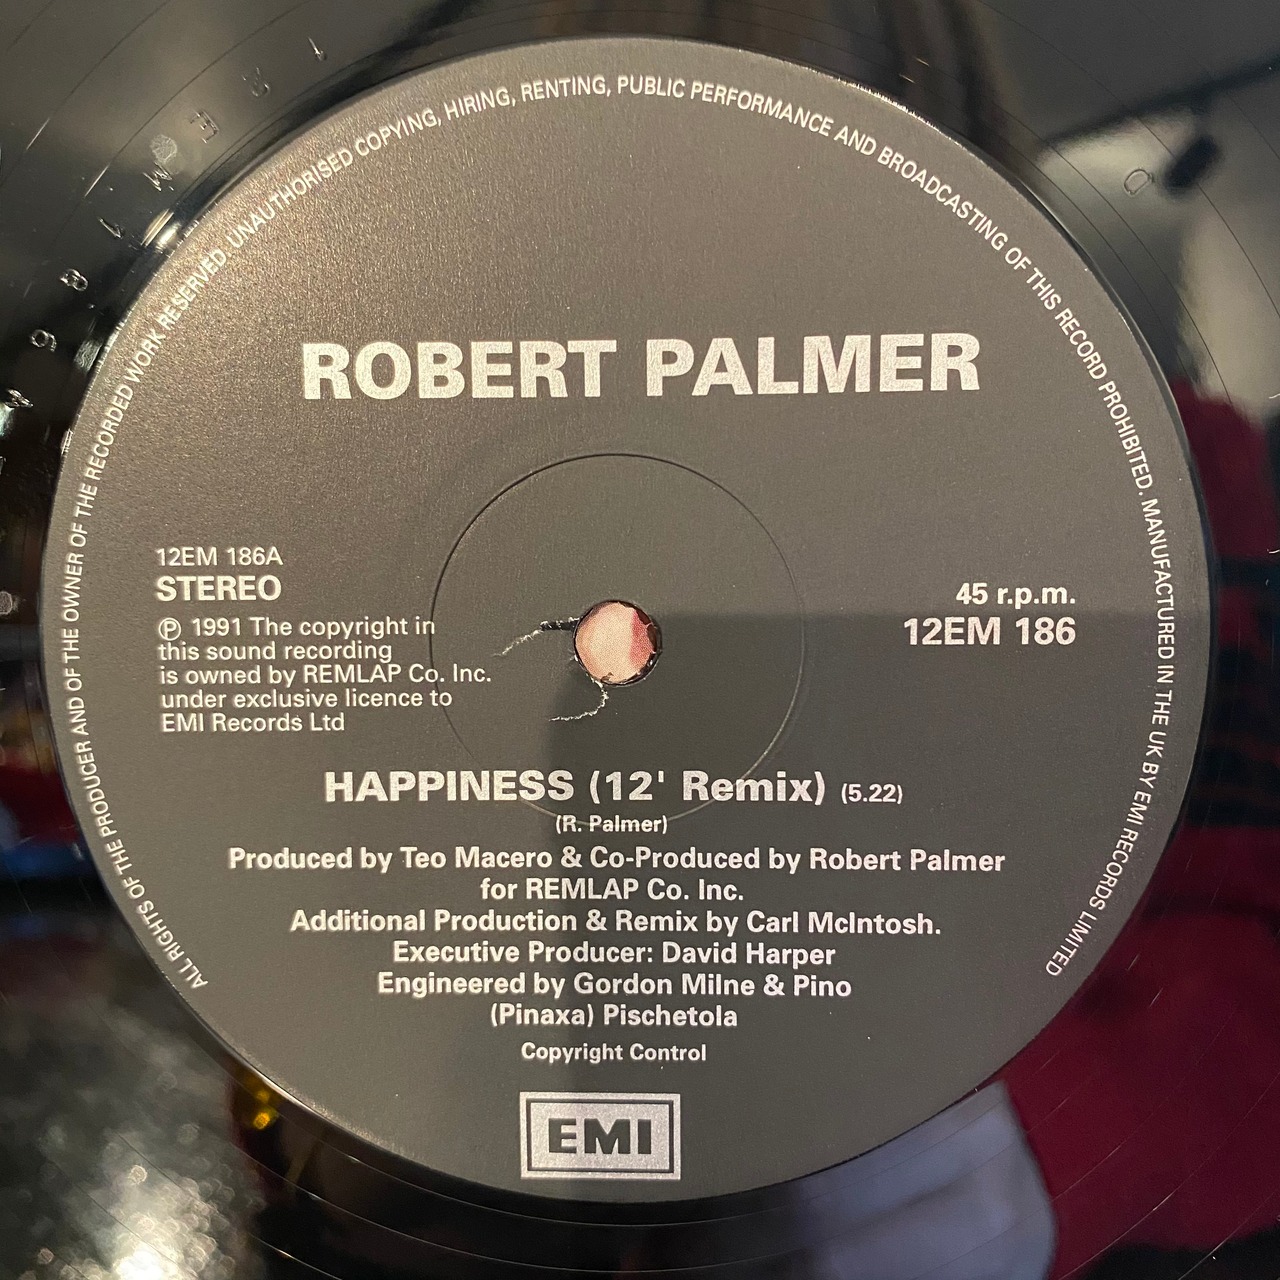 ALL RIGHTS OF THE PRODUCER AND OF THE OWNER OF THE RECORDED WORK RESERVED. UNAUTHORISED COPYING, HIRING, RENTING, PUBLIC PERFORMANCE AND BROADCASTING OF THIS RECORD PROHIBITED. MANUFACTURED IN THE UK BY EMI RECORDS LIMITED
ROBERT PALMER
12EM 186A
STEREO
℗ 1991 The copyright in
this sound recording
is owned by REMLAP Co. Inc.
under exclusive licence to
EMI Records Ltd
45 r.p.m.
12EM 186
HAPPINESS (12' Remix) (5.22)
(R. Palmer)
Produced by Teo Macero & Co-Produced by Robert Palmer
for REMLAP Co. Inc.
Additional Production & Remix by Carl McIntosh.
Executive Producer: David Harper
Engineered by Gordon Milne & Pino
(Pinaxa) Pischetola
Copyright Control
EMI